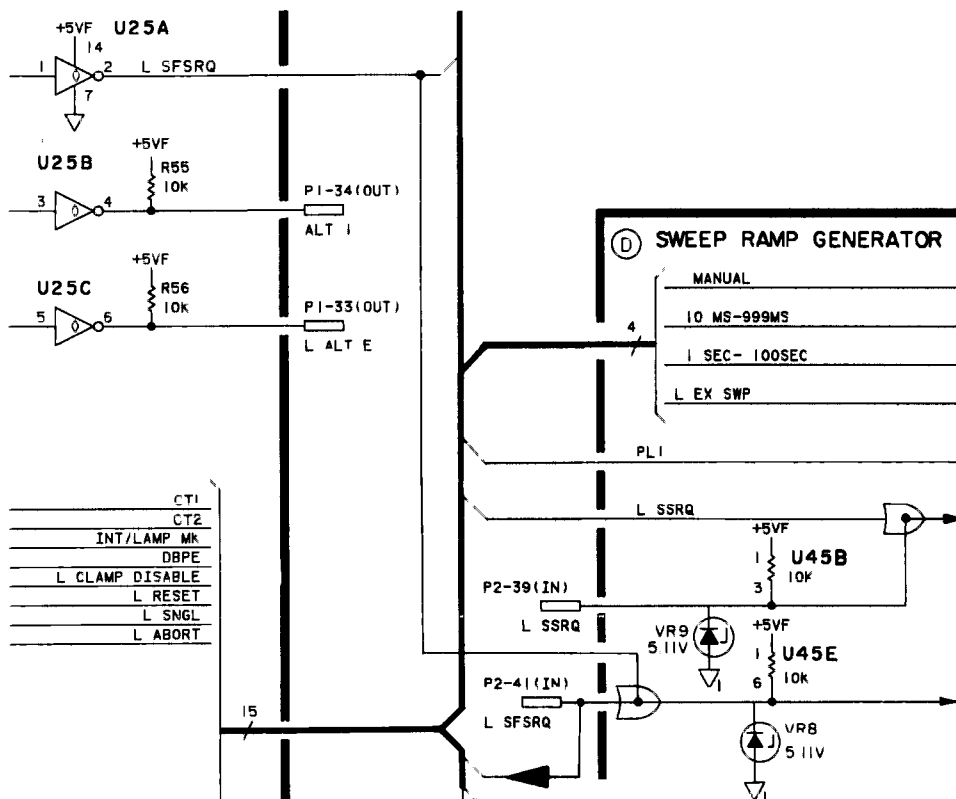 +5VF U25A
14
1 2 L SFSRQ
7
+5VF
U25B R55
10K
3 4 P1-34(OUT)
ALT 1
+5VF
U25C R56
10K
5 6 P1-33(OUT)
L ALT E
D SWEEP RAMP GENERATOR
MANUAL
4
10 MS-999MS
1 SEC- 100SEC
L EX SWP
PL1
CT1
CT2
INT/LAMP MK
DBPE
L CLAMP DISABLE
L RESET
L SNGL
L ABORT
15
L SSRQ
+5VF
1 U45B
10K
3
P2-39(IN)
L SSRQ
VR9
5.11V
1
+5VF
1 U45E
10K
6
P2-41(IN)
L SFSRQ
VR8
5.11V
1